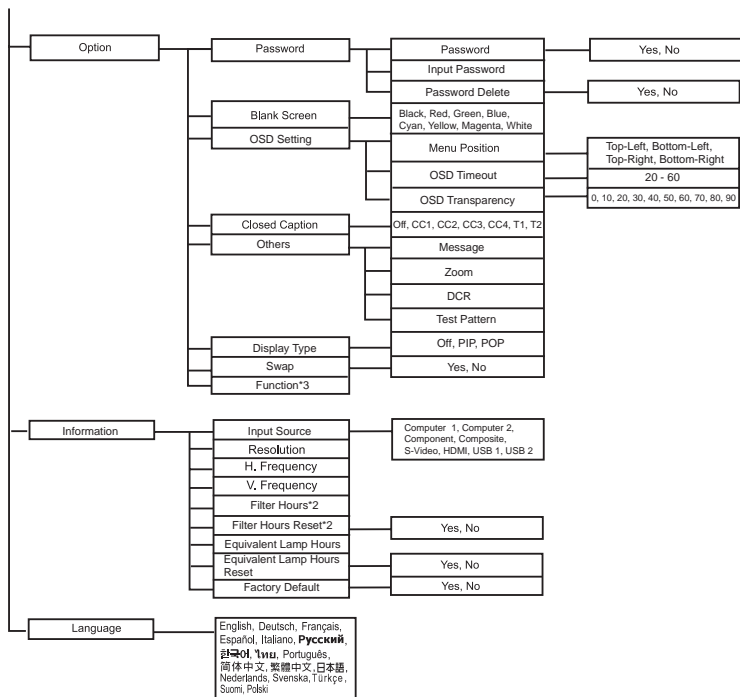 Option
Password
Password
Yes, No
Input Password
Password Delete
Yes, No
Blank Screen
Black, Red, Green, Blue,
Cyan, Yellow, Magenta, White
OSD Setting
Menu Position
Top-Left, Bottom-Left,
Top-Right, Bottom-Right
OSD Timeout
20 - 60
OSD Transparency
0, 10, 20, 30, 40, 50, 60, 70, 80, 90
Closed Caption
Off, CC1, CC2, CC3, CC4, T1, T2
Others
Message
Zoom
DCR
Test Pattern
Display Type
Off, PIP, POP
Swap
Yes, No
Function*3
Information
Input Source
Computer 1, Computer 2,
Component, Composite,
S-Video, HDMI, USB 1, USB 2
Resolution
H. Frequency
V. Frequency
Filter Hours*2
Filter Hours Reset*2
Yes, No
Equivalent Lamp Hours
Equivalent Lamp Hours
Reset
Yes, No
Factory Default
Yes, No
Language
English, Deutsch, Français,
Español, Italiano, Русский,
한국어, ไทย, Português,
简体中文, 繁體中文, 日本語,
Nederlands, Svenska, Türkçe,
Suomi, Polski